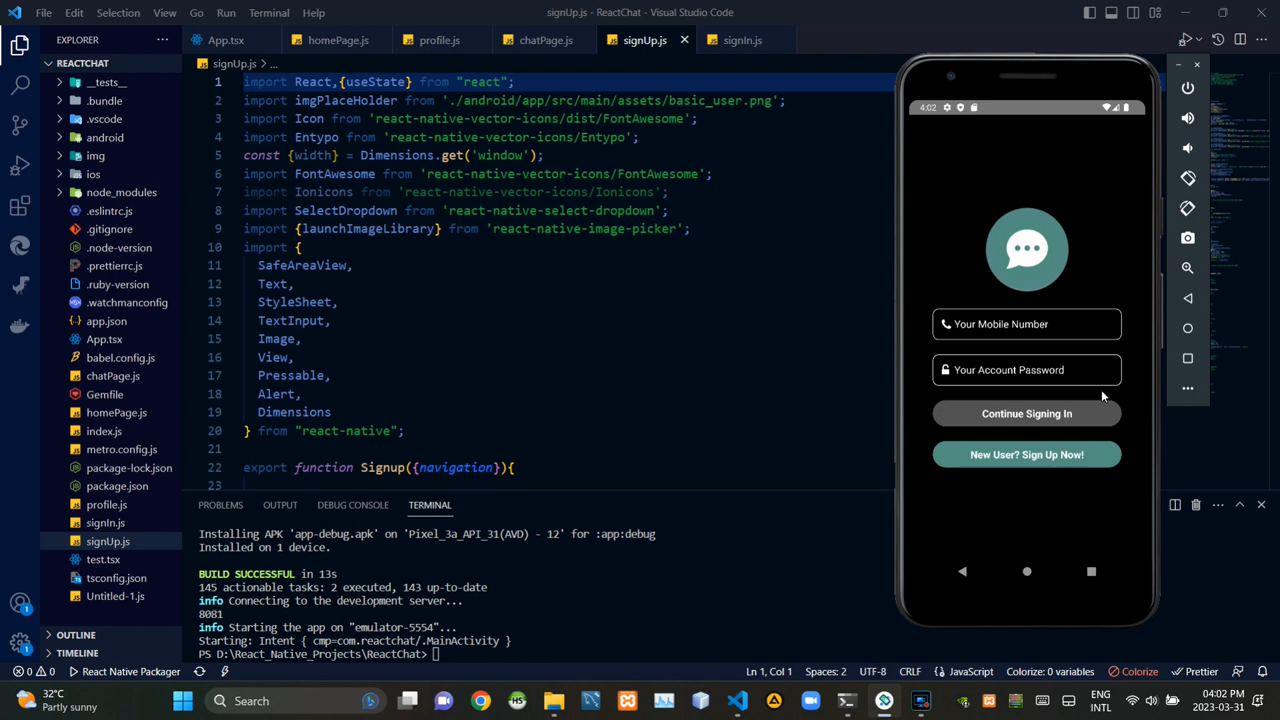 File Edit Selection View Go Run Terminal Help
signUp.js - ReactChat - Visual Studio Code
EXPLORER
App.tsx
homePage.js
profile.js
chatPage.js
signUp.js
signIn.js
REACTCHAT
__tests__
.bundle
.vscode
android
img
ios
node_modules
.eslintrc.js
.gitignore
.node-version
.prettierrc.js
.ruby-version
.watchmanconfig
app.json
App.tsx
babel.config.js
chatPage.js
Gemfile
homePage.js
index.js
metro.config.js
package-lock.json
package.json
profile.js
signIn.js
signUp.js
test.tsx
tsconfig.json
Untitled-1.js
OUTLINE
TIMELINE
signUp.js > ...
1 import React,{useState} from "react";
2 import imgPlaceHolder from './android/app/src/main/assets/basic_user.png';
3 import Icon from 'react-native-vector-icons/dist/FontAwesome';
4 import Entypo from 'react-native-vector-icons/Entypo';
5 const {width} = Dimensions.get('window');
6 import FontAwesome from 'react-native-vector-icons/FontAwesome';
7 import Ionicons from 'react-native-vector-icons/Ionicons';
8 import SelectDropdown from 'react-native-select-dropdown';
9 import {launchImageLibrary} from 'react-native-image-picker';
10 import {
11 SafeAreaView,
12 Text,
13 StyleSheet,
14 TextInput,
15 Image,
16 View,
17 Pressable,
18 Alert,
19 Dimensions
20 } from "react-native";
21
22 export function Signup({navigation}){
23
PROBLEMS OUTPUT DEBUG CONSOLE TERMINAL
Installing APK 'app-debug.apk' on 'Pixel_3a_API_31(AVD) - 12' for :app:debug
Installed on 1 device.
BUILD SUCCESSFUL in 13s
145 actionable tasks: 2 executed, 143 up-to-date
info Connecting to the development server...
8081
info Starting the app on "emulator-5554"...
Starting: Intent { cmp=com.reactchat/.MainActivity }
PS D:\React_Native_Projects\ReactChat>
4:02
Your Mobile Number
Your Account Password
Continue Signing In
New User? Sign Up Now!
1
1
0 0 React Native Packager
Ln 1, Col 1 Spaces: 2 UTF-8 CRLF JavaScript Colorize: 0 variables Colorize Prettier
32°C
Partly sunny
Search
HS
ENG
INTL
04:02 PM
2023-03-31